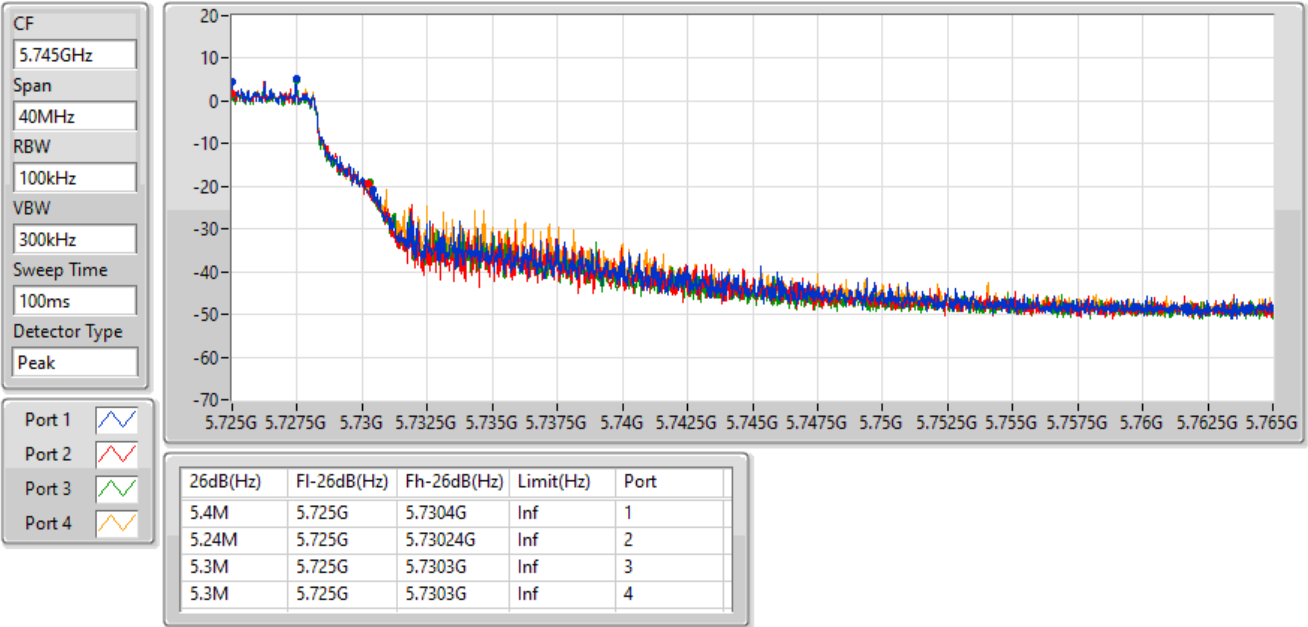 CF
5.745GHz
Span
40MHz
RBW
100kHz
VBW
300kHz
Sweep Time
100ms
Detector Type
Peak
Port 1
Port 2
Port 3
Port 4
20
10
0
-10
-20
-30
-40
-50
-60
-70
5.725G 5.7275G 5.73G 5.7325G 5.735G 5.7375G 5.74G 5.7425G 5.745G 5.7475G 5.75G 5.7525G 5.755G 5.7575G 5.76G 5.7625G 5.765G
26dB(Hz) Fl-26dB(Hz) Fh-26dB(Hz) Limit(Hz) Port
5.4M 5.725G 5.7304G Inf 1
5.24M 5.725G 5.73024G Inf 2
5.3M 5.725G 5.7303G Inf 3
5.3M 5.725G 5.7303G Inf 4